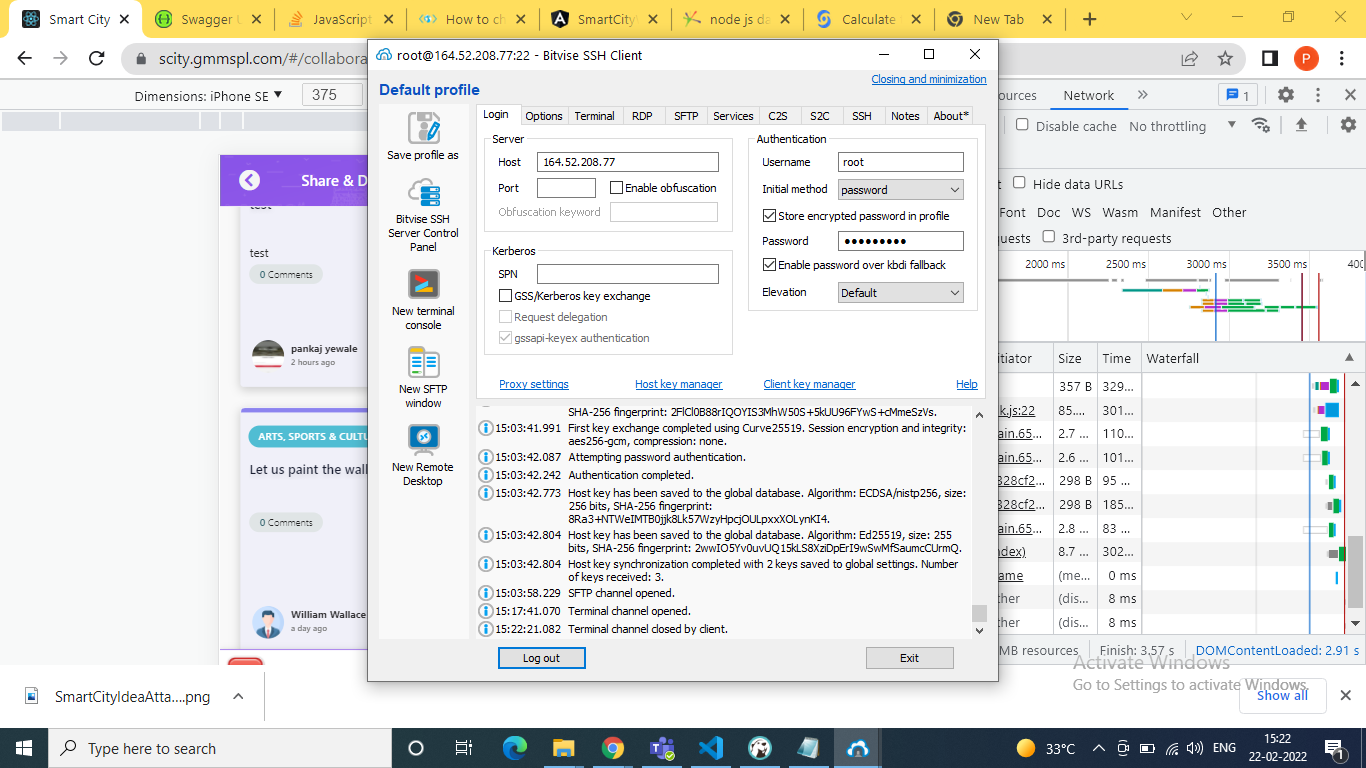 Smart City
Swagger U
JavaScript
How to ch
SmartCity
node js da
Calculate
New Tab
scity.gmmspl.com/#/collabora
P
root@164.52.208.77:22 - Bitvise SSH Client
Default profile
Closing and minimization
Dimensions: iPhone SE
375
ources
Network
1
Disable cache
No throttling
Hide data URLs
Font Doc WS Wasm Manifest Other
uests
3rd-party requests
2000 ms
2500 ms
3000 ms
3500 ms
400
Share & D
test
test
0 Comments
pankaj yewale
2 hours ago
ARTS, SPORTS & CULTU
Let us paint the wall
0 Comments
William Wallace
a day ago
Save profile as
Bitvise SSH
Server Control
Panel
New terminal
console
New SFTP
window
New Remote
Desktop
Login
Options
Terminal
RDP
SFTP
Services
C2S
S2C
SSH
Notes
About*
Server
Host
164.52.208.77
Port
Enable obfuscation
Obfuscation keyword
Kerberos
SPN
GSS/Kerberos key exchange
Request delegation
gssapi-keyex authentication
Authentication
Username
root
Initial method
password
Store encrypted password in profile
Password
Enable password over kbdi fallback
Elevation
Default
Proxy settings
Host key manager
Client key manager
Help
15:03:41.991 First key exchange completed using Curve25519. Session encryption and integrity:
aes256-gcm, compression: none.
15:03:42.087 Attempting password authentication.
15:03:42.242 Authentication completed.
15:03:42.773 Host key has been saved to the global database. Algorithm: ECDSA/nistp256, size:
256 bits, SHA-256 fingerprint:
8Ra3+NTWeIMTB0jjk8Lk57WzyHpcjOULpxxXOLynKI4.
15:03:42.804 Host key has been saved to the global database. Algorithm: Ed25519, size: 255
bits, SHA-256 fingerprint: 2wwIO5Yv0uvUQ15kLS8XziDpErI9wSwMfSaumcCUrmQ.
15:03:42.804 Host key synchronization completed with 2 keys saved to global settings. Number
of keys received: 3.
15:03:58.229 SFTP channel opened.
15:17:41.070 Terminal channel opened.
15:22:21.082 Terminal channel closed by client.
Log out
Exit
itiator
Size
Time
Waterfall
357 B 329...
k.js:22 85.... 301...
ain.65... 2.7 ... 110...
ain.65... 2.6 ... 101...
328cf2... 298 B 95 ...
328cf2... 298 B 185...
ain.65... 2.8 ... 83 ...
ndex) 8.7 ... 302...
ame (me... 0 ms
ther (dis... 8 ms
ther (dis... 8 ms
MB resources
Finish: 3.57 s
DOMContentLoaded: 2.91 s
Activate Windows
Go to Settings to activate Windows.
SmartCityIdeaAtta....png
Show all
Type here to search
33°C
ENG
15:22
22-02-2022
1